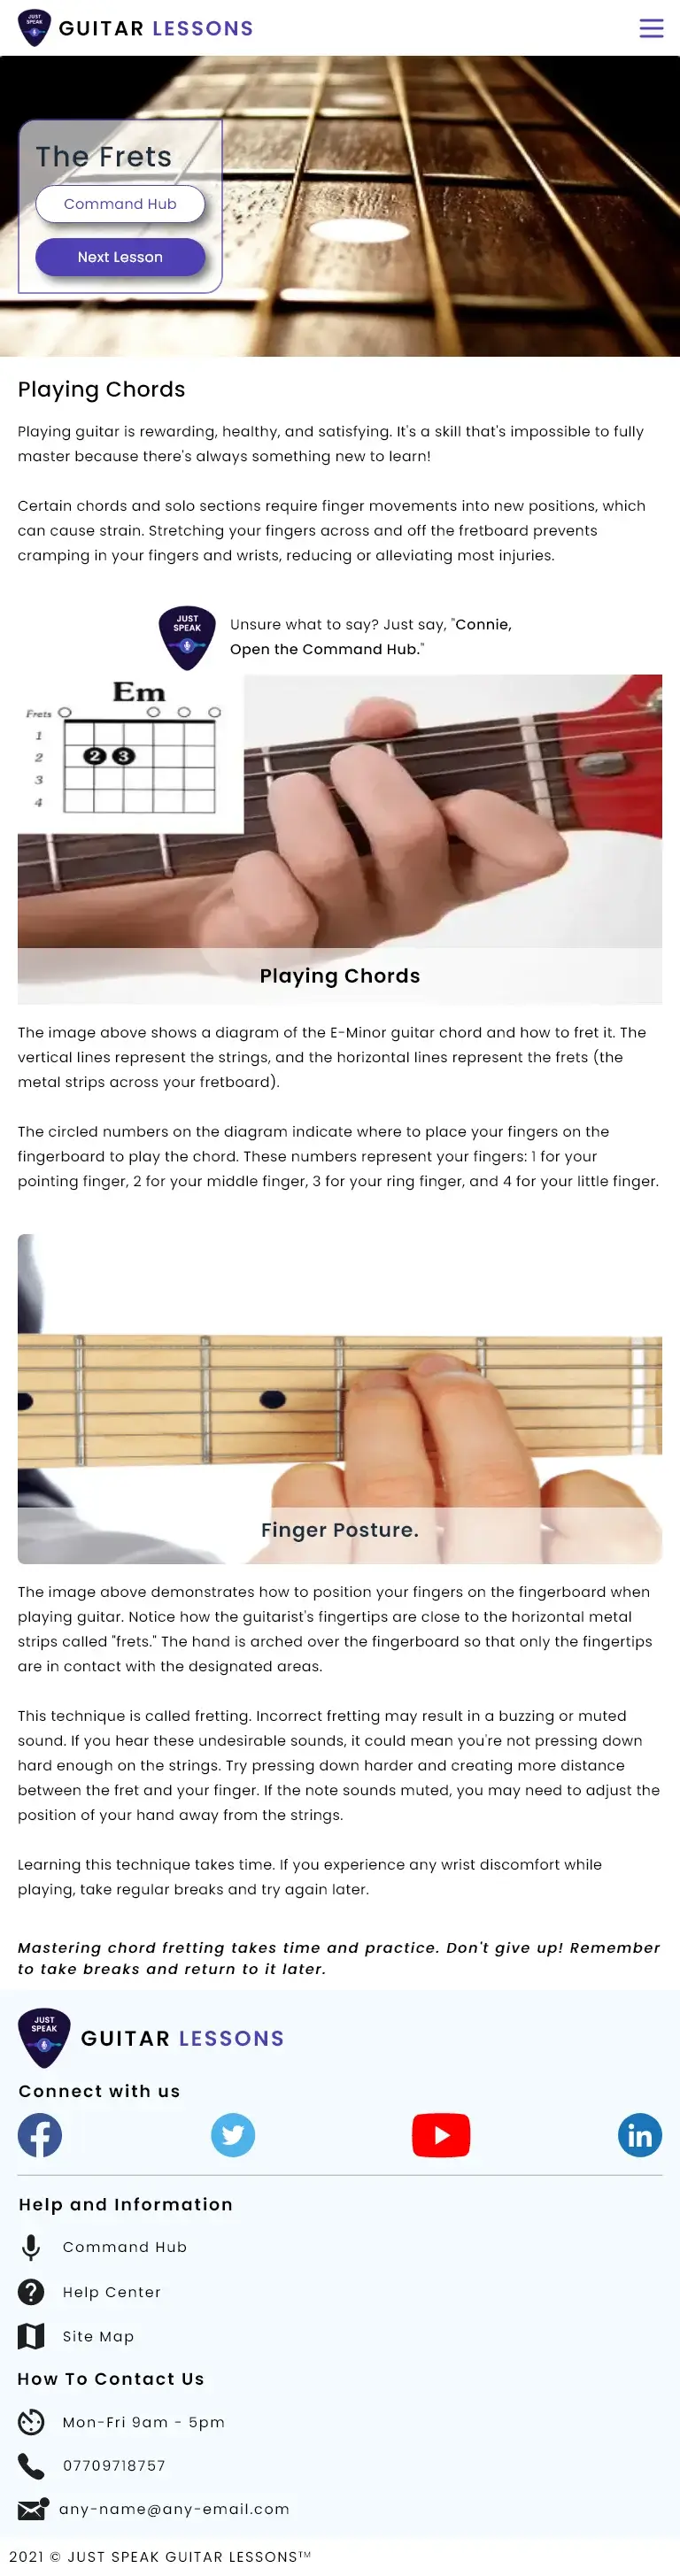 JUST
SPEAK
GUITAR LESSONS
The Frets
Command Hub
Next Lesson
Playing Chords
Playing guitar is rewarding, healthy, and satisfying. It's a skill that's impossible to fully
master because there's always something new to learn!
Certain chords and solo sections require finger movements into new positions, which
can cause strain. Stretching your fingers across and off the fretboard prevents
cramping in your fingers and wrists, reducing or alleviating most injuries.
JUST
SPEAK
Unsure what to say? Just say, "Connie,
Open the Command Hub."
Em
Frets
1
2 2 3
3
4
Playing Chords
The image above shows a diagram of the E-Minor guitar chord and how to fret it. The
vertical lines represent the strings, and the horizontal lines represent the frets (the
metal strips across your fretboard).
The circled numbers on the diagram indicate where to place your fingers on the
fingerboard to play the chord. These numbers represent your fingers: 1 for your
pointing finger, 2 for your middle finger, 3 for your ring finger, and 4 for your little finger.
Finger Posture.
The image above demonstrates how to position your fingers on the fingerboard when
playing guitar. Notice how the guitarist's fingertips are close to the horizontal metal
strips called "frets." The hand is arched over the fingerboard so that only the fingertips
are in contact with the designated areas.
This technique is called fretting. Incorrect fretting may result in a buzzing or muted
sound. If you hear these undesirable sounds, it could mean you're not pressing down
hard enough on the strings. Try pressing down harder and creating more distance
between the fret and your finger. If the note sounds muted, you may need to adjust the
position of your hand away from the strings.
Learning this technique takes time. If you experience any wrist discomfort while
playing, take regular breaks and try again later.
Mastering chord fretting takes time and practice. Don't give up! Remember
to take breaks and return to it later.
JUST
SPEAK
GUITAR LESSONS
Connect with us
Help and Information
Command Hub
Help Center
Site Map
How To Contact Us
Mon-Fri 9am - 5pm
07709718757
any-name@any-email.com
2021 © JUST SPEAK GUITAR LESSONS™